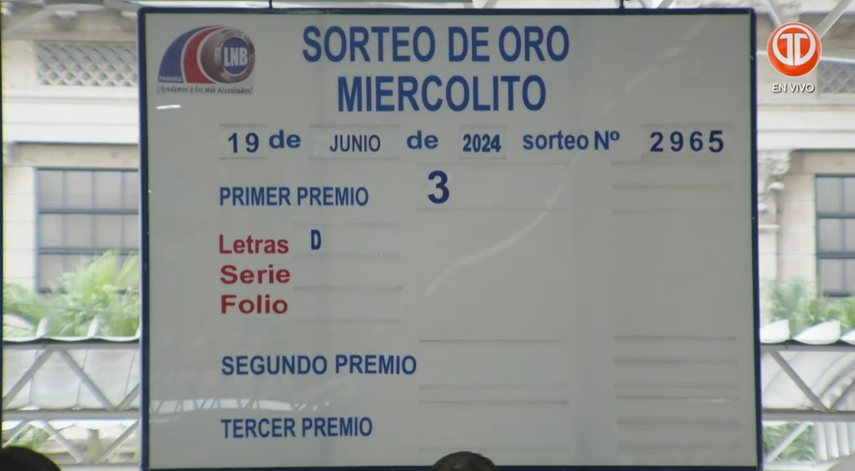 LNB
PANAMÁ
¡Ayudamos a los más necesitados!
EN VIVO
SORTEO DE ORO
MIERCOLITO
19 de JUNIO de 2024 sorteo Nº 2965
PRIMER PREMIO 3
Letras D
Serie
Folio
SEGUNDO PREMIO
TERCER PREMIO